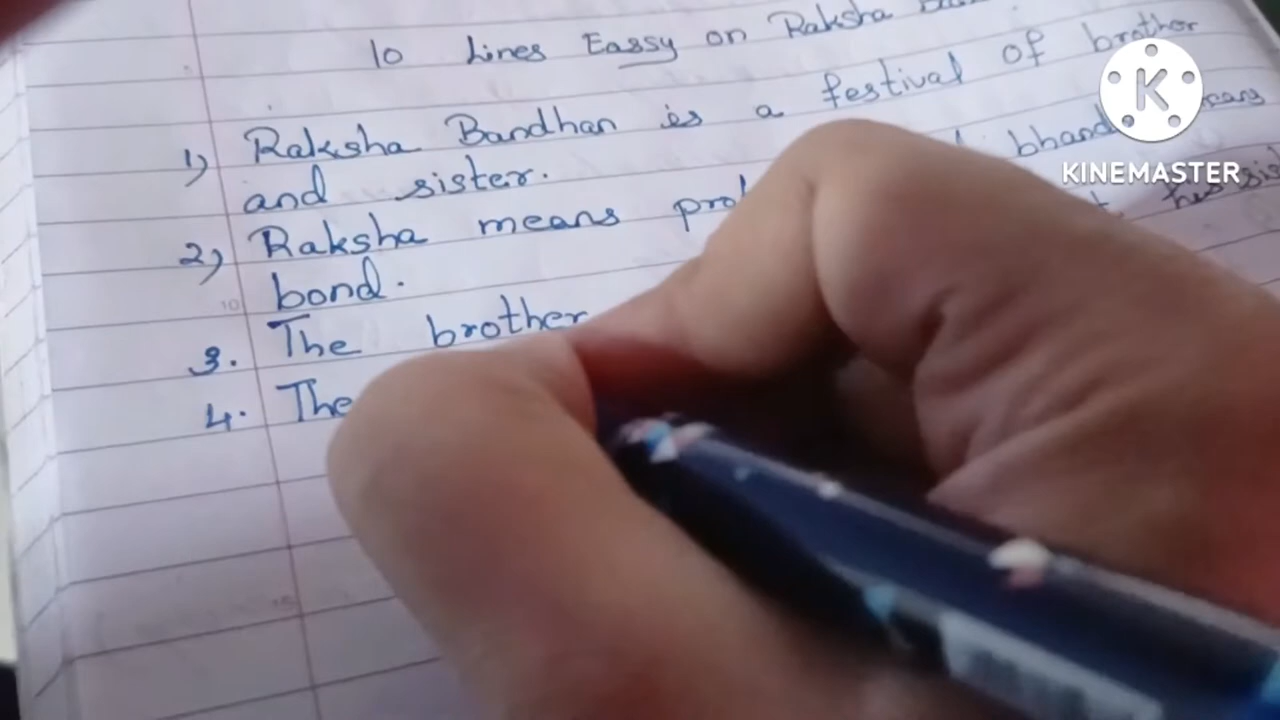 10 Lines Eassy on Raksha
1) Raksha Bandhan is a festival of brother
and sister.
2) Raksha means bhand
bond.
3. The brother
4. The
KINEMASTER